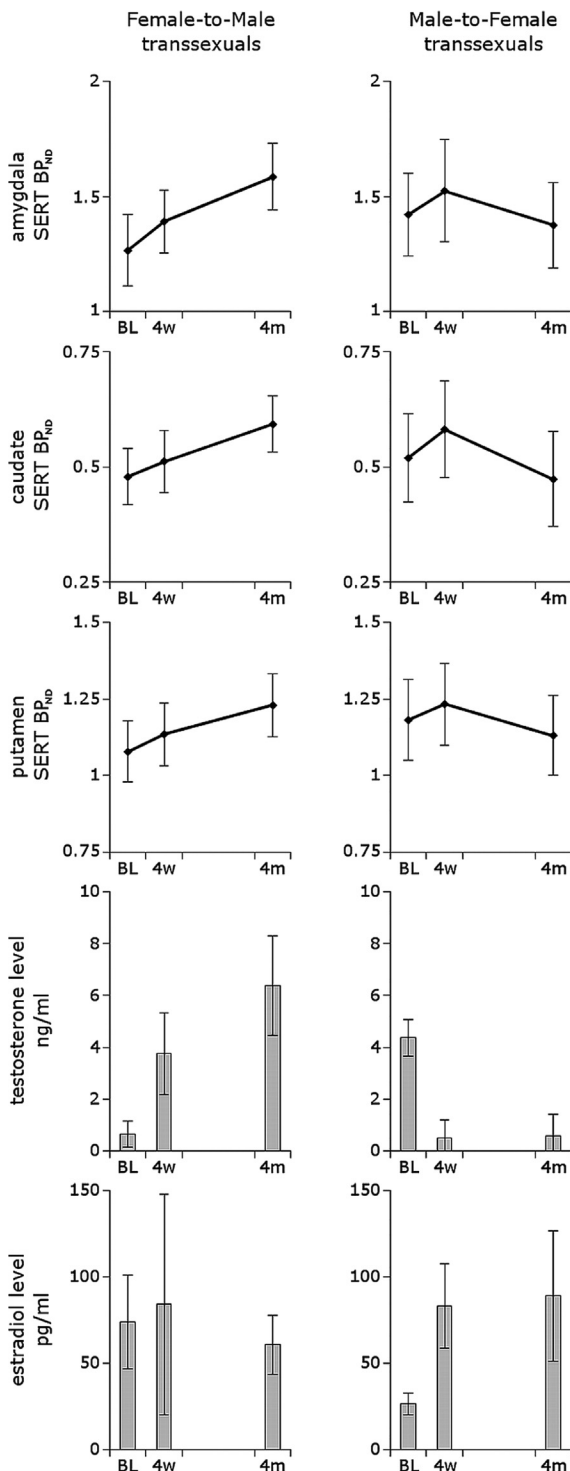 Female-to-Male
transsexuals
Male-to-Female
transsexuals
amygdala
SERT BPND
2
1.5
1
BL 4w 4m
2
1.5
1
BL 4w 4m
caudate
SERT BPND
0.75
0.5
0.25
BL 4w 4m
0.75
0.5
0.25
BL 4w 4m
putamen
SERT BPND
1.5
1.25
1
0.75
BL 4w 4m
1.5
1.25
1
0.75
BL 4w 4m
testosterone level
ng/ml
10
8
6
4
2
0
BL 4w 4m
10
8
6
4
2
0
BL 4w 4m
estradiol level
pg/ml
150
100
50
0
BL 4w 4m
150
100
50
0
BL 4w 4m